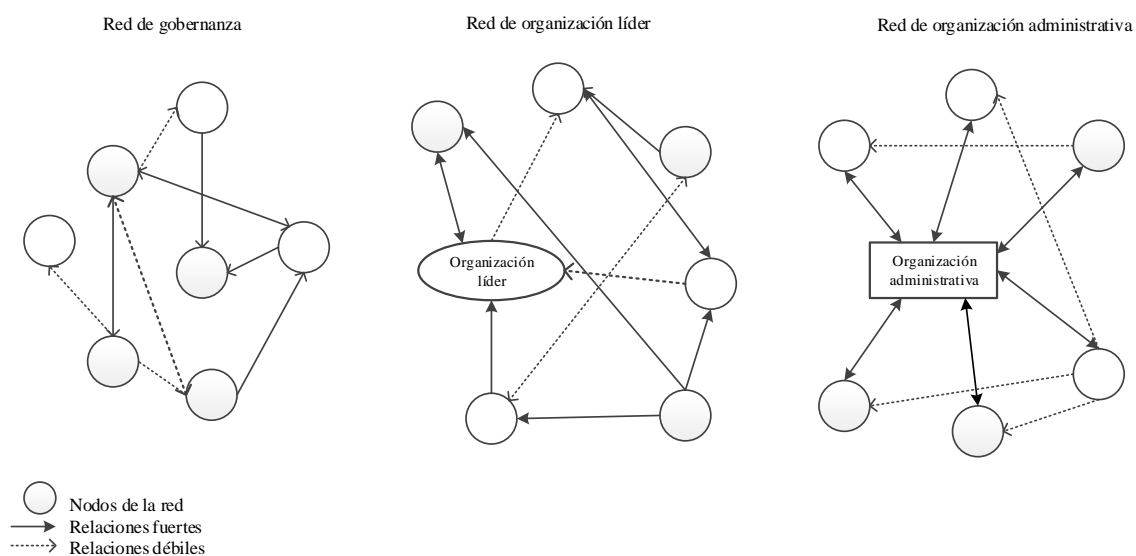 Red de gobernanza
Red de organización líder
Red de organización administrativa
Organización
líder
Organización
administrativa
Nodos de la red
Relaciones fuertes
Relaciones débiles